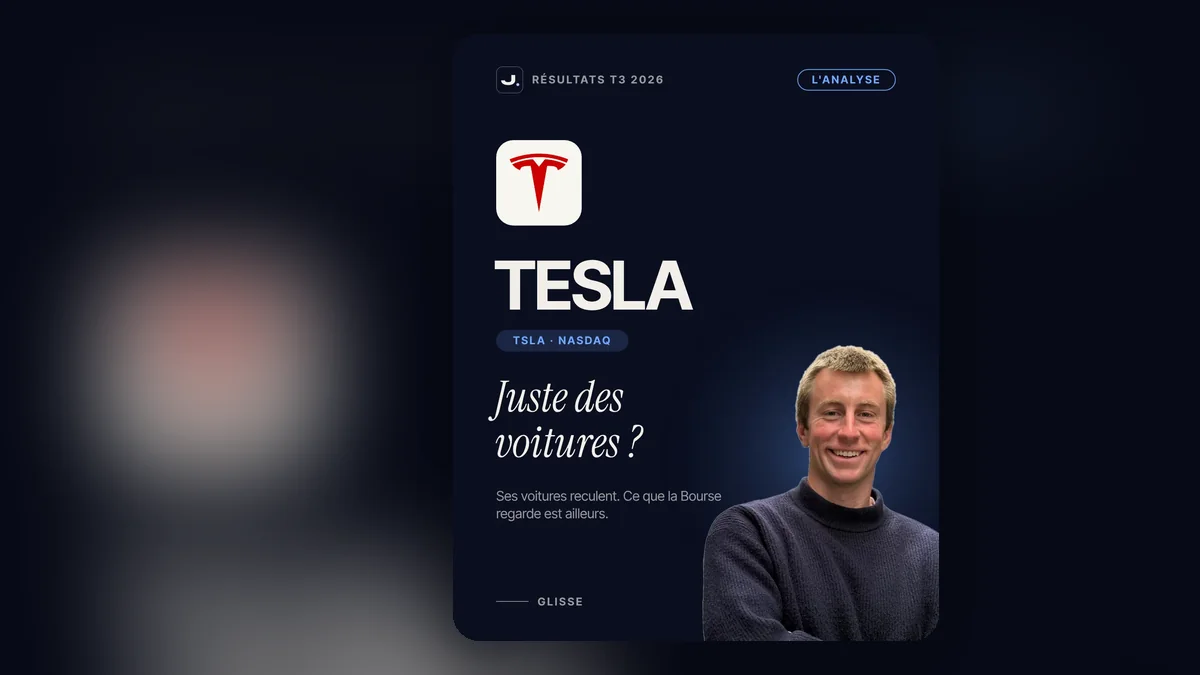 J.
RÉSULTATS T3 2026
L'ANALYSE
TESLA
TSLA · NASDAQ
Juste des
voitures ?
Ses voitures reculent. Ce que la Bourse
regarde est ailleurs.
GLISSE